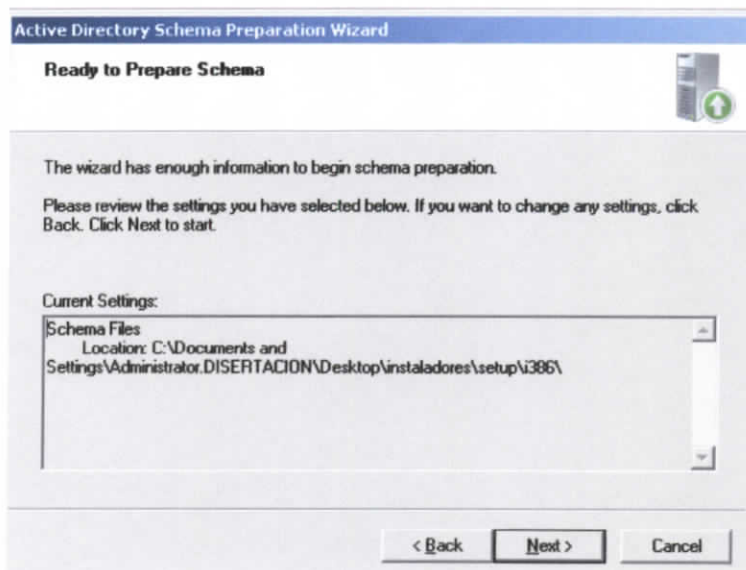 Active Directory Schema Preparation Wizard
Ready to Prepare Schema
The wizard has enough information to begin schema preparation.
Please review the settings you have selected below. If you want to change any settings, click
Back. Click Next to start.
Current Settings:
Schema Files
Location: C:\Documents and
Settings\Administrator.DISERTACION\Desktop\instaladores\setup\i386\
< Back
Next >
Cancel